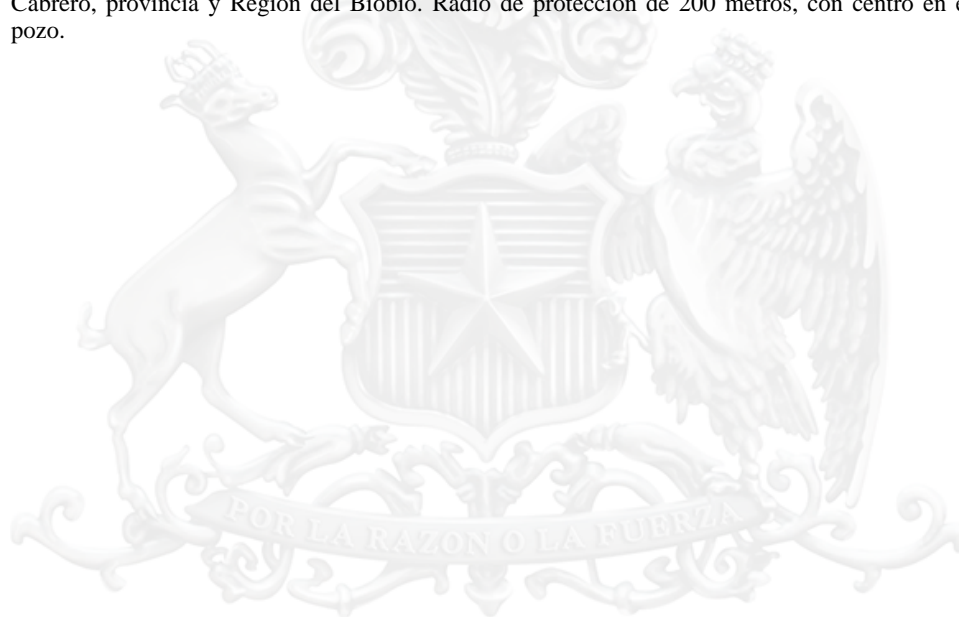 Cabrero, provincia y Región del Biobío. Radio de protección de 200 metros, con centro en e
pozo.
POR LA RAZON O LA FUERZA